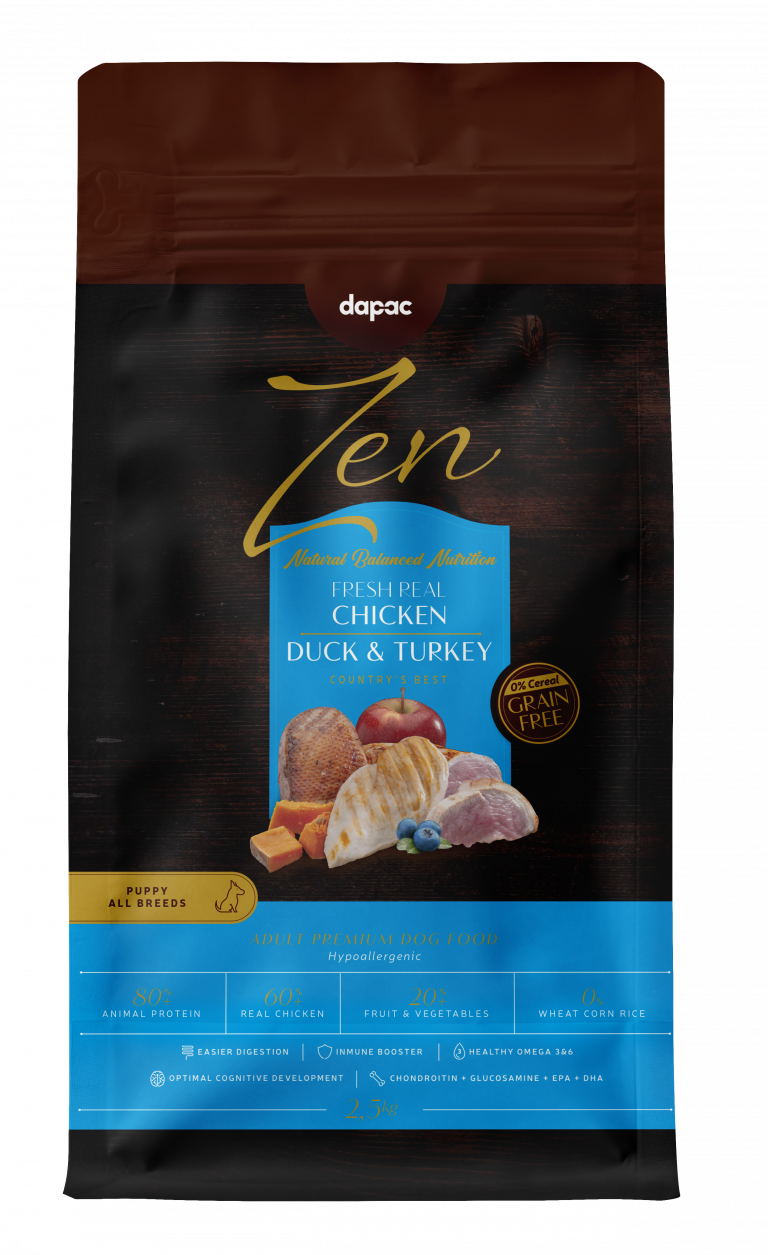 dapac
Zen
Natural Balanced Nutrition
FRESH REAL
CHICKEN
DUCK & TURKEY
COUNTRY'S BEST
0% Cereal
GRAIN
FREE
PUPPY
ALL BREEDS
ADULT PREMIUM DOG FOOD
Hypoallergenic
80%
ANIMAL PROTEIN
60%
REAL CHICKEN
20%
FRUIT & VEGETABLES
0%
WHEAT CORN RICE
EASIER DIGESTION
INMUNE BOOSTER
3
HEALTHY OMEGA 3&6
OPTIMAL COGNITIVE DEVELOPMENT
CHONDROITIN + GLUCOSAMINE + EPA + DHA
2,5kg